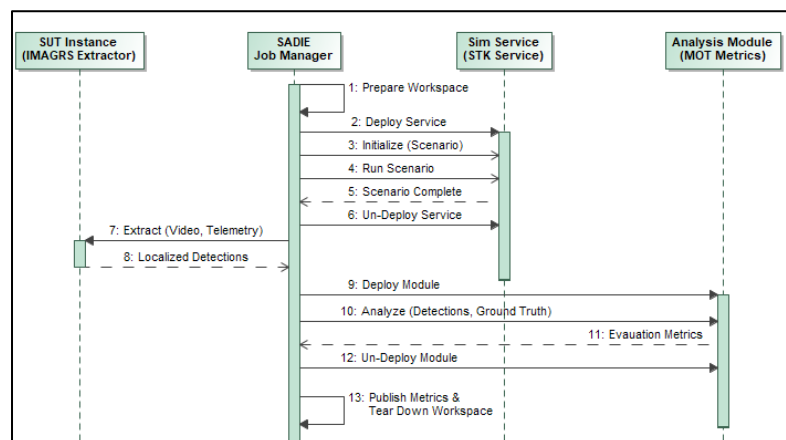 SUT Instance
(IMAGRS Extractor)
SADIE
Job Manager
Sim Service
(STK Service)
Analysis Module
(MOT Metrics)
1: Prepare Workspace
2: Deploy Service
3: Initialize (Scenario)
4: Run Scenario
5: Scenario Complete
6: Un-Deploy Service
7: Extract (Video, Telemetry)
8: Localized Detections
9: Deploy Module
10: Analyze (Detections, Ground Truth)
11: Evauation Metrics
12: Un-Deploy Module
13: Publish Metrics &
Tear Down Workspace